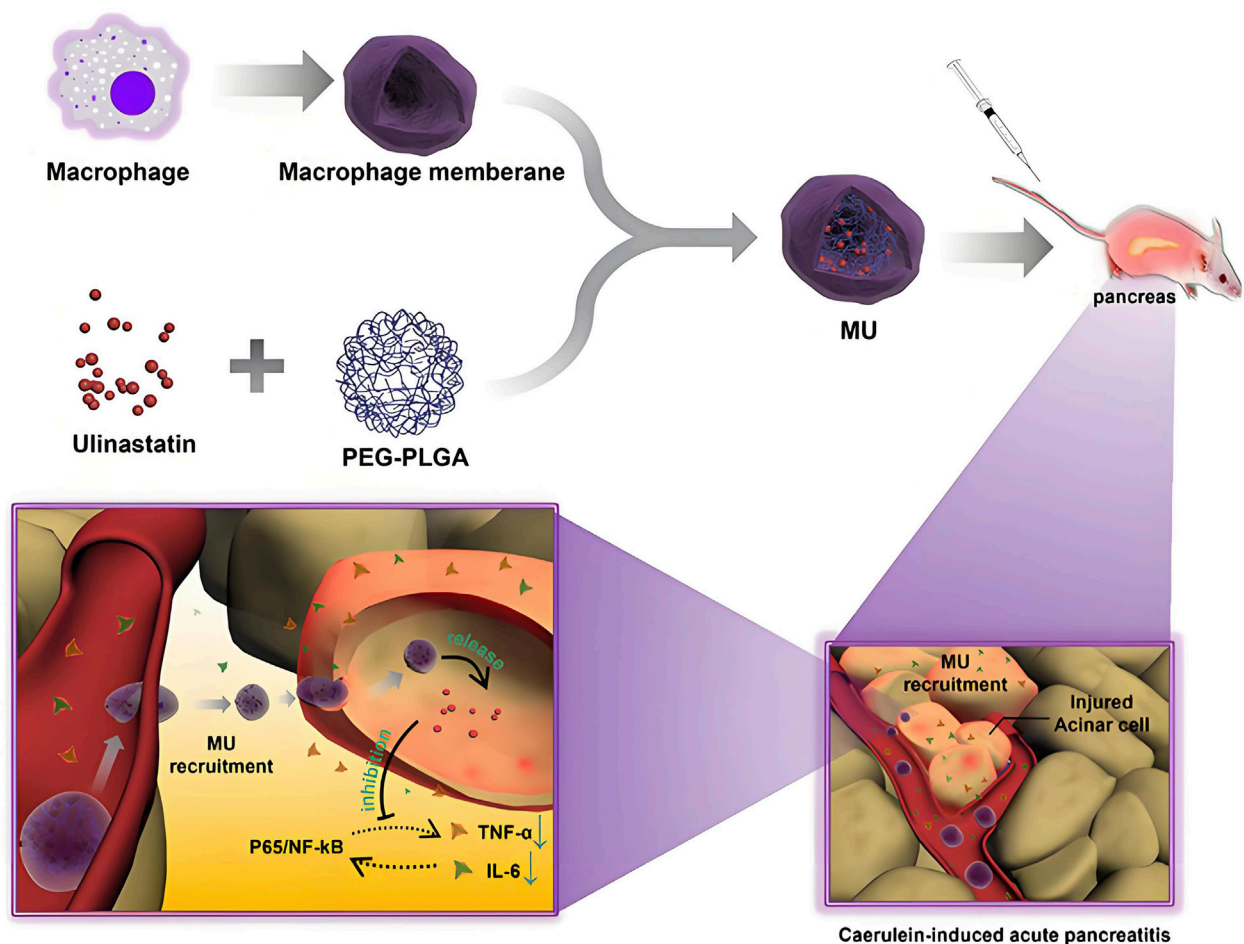 Macrophage
Macrophage memberane
MU
pancreas
Ulinastatin
PEG-PLGA
release
MU
recruitment
inhibition
P65/NF-kB
TNF-α
IL-6
MU
recruitment
Injured
Acinar cell
Caerulein-induced acute pancreatitis